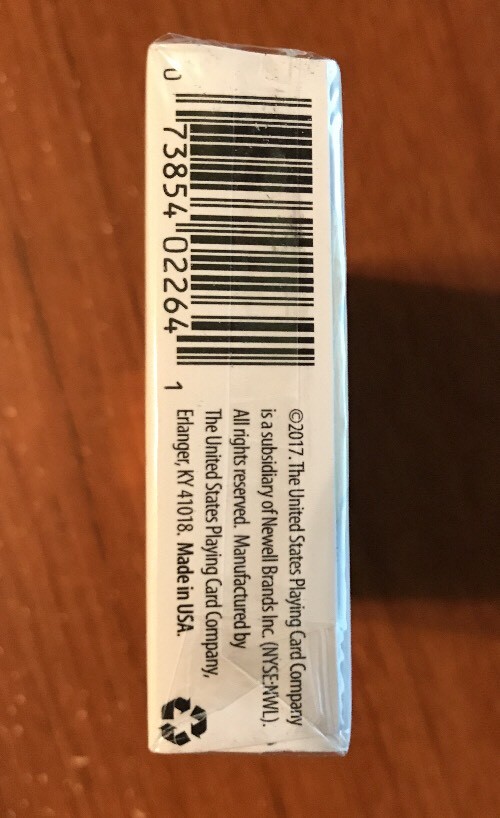 0 73854 02264 1
©2017. The United States Playing Card Company
is a subsidiary of Newell Brands Inc. (NYSE:NWL).
All rights reserved. Manufactured by
The United States Playing Card Company,
Erlanger, KY 41018. Made in USA.